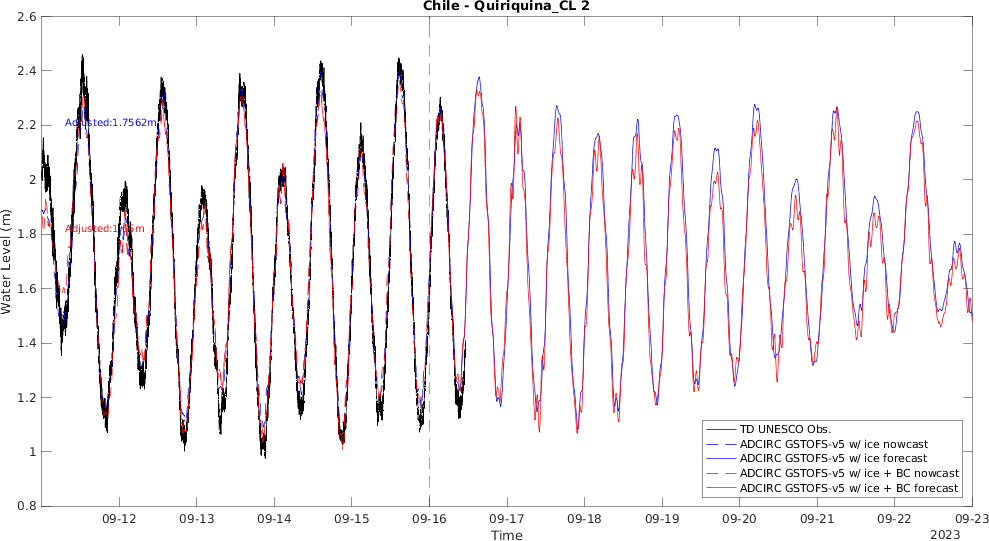 Chile - Quiriquina_CL 2
2.6
2.4
2.2
2
1.8
1.6
1.4
1.2
1
0.8
Water Level (m)
Adjusted:1.7562m
TD UNESCO Obs.
ADCIRC GSTOFS-v5 w/ ice nowcast
ADCIRC GSTOFS-v5 w/ ice forecast
ADCIRC GSTOFS-v5 w/ ice + BC nowcast
ADCIRC GSTOFS-v5 w/ ice + BC forecast
09-12 09-13 09-14 09-15 09-16 09-17 09-18 09-19 09-20 09-21 09-22 09-23
Time
2023